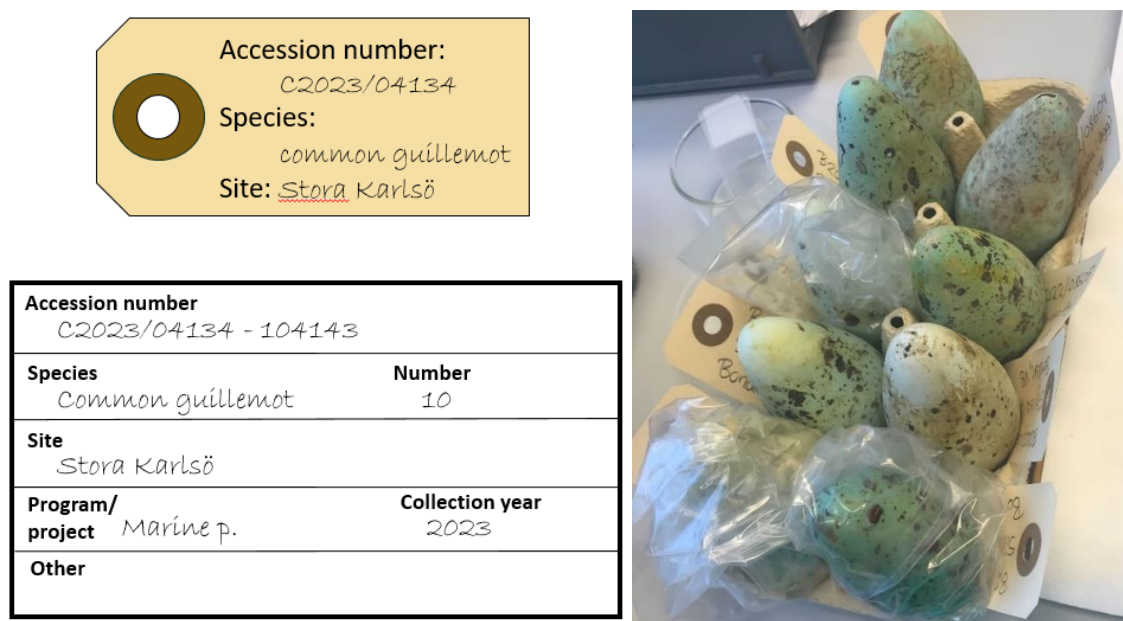 Accession number:
C2023/04134
Species:
common guillemot
Site: Stora Karlsö
Accession number
C2023/04134 - 104143
Species Number
Common guillemot 10
Site
Stora Karlsö
Program/ Collection year
project Marine p. 2023
Other